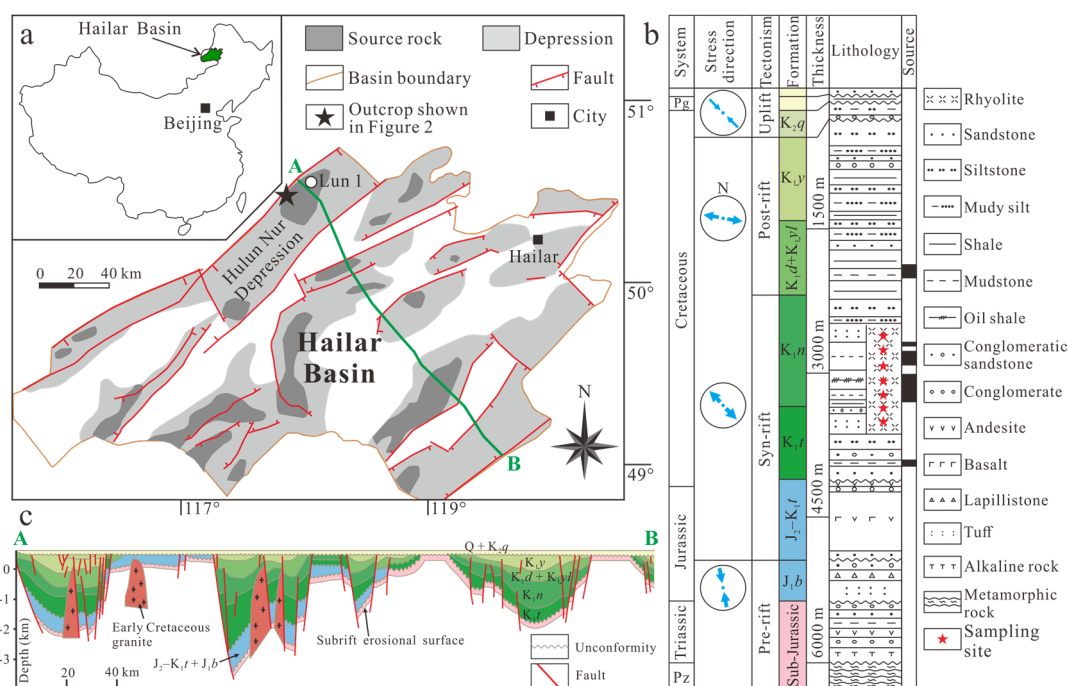 a
Hailar Basin
Beijing
Source rock
Depression
Basin boundary
Fault
Outcrop shown
in Figure 2
City
A
Lun 1
Hulun Nur
Depression
Hailar
Hailar
Basin
0 20 40 km
N
B
51°
50°
49°
117°
119°
b
System
Stress
direction
Tectonism
Formation
Thickness
Lithology
Source
Pg
Cretaceous
Jurassic
Triassic
Pz
N
Uplift
Post-rift
Syn-rift
Pre-rift
K₂q
K₁y
K₁d+K₁yl
K₁n
K₁t
J₂–K₁t
J₁b
Sub-Jurassic
1500 m
3000 m
4500 m
6000 m
Rhyolite
Sandstone
Siltstone
Mudy silt
Shale
Mudstone
Oil shale
Conglomeratic
sandstone
Conglomerate
Andesite
Basalt
Lapillistone
Tuff
Alkaline rock
Metamorphic
rock
Sampling
site
c
A
B
Q + K₂q
K₁y
K₁d + K₁yl
K₁n
K₁t
0
-1
-2
-3
Depth (km)
20 40 km
Early Cretaceous
granite
J₂–K₁t + J₁b
Subrift erosional surface
Unconformity
Fault